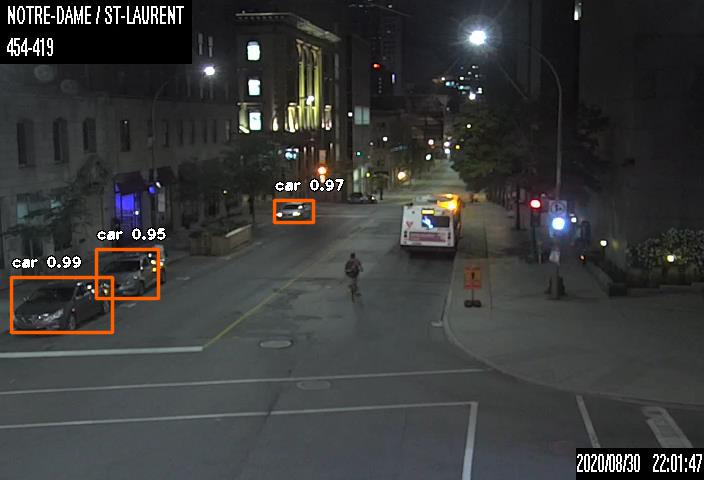 NOTRE-DAME / ST-LAURENT
454-419
car 0.97
car 0.95
car 0.99
2020/08/30 22:01:47